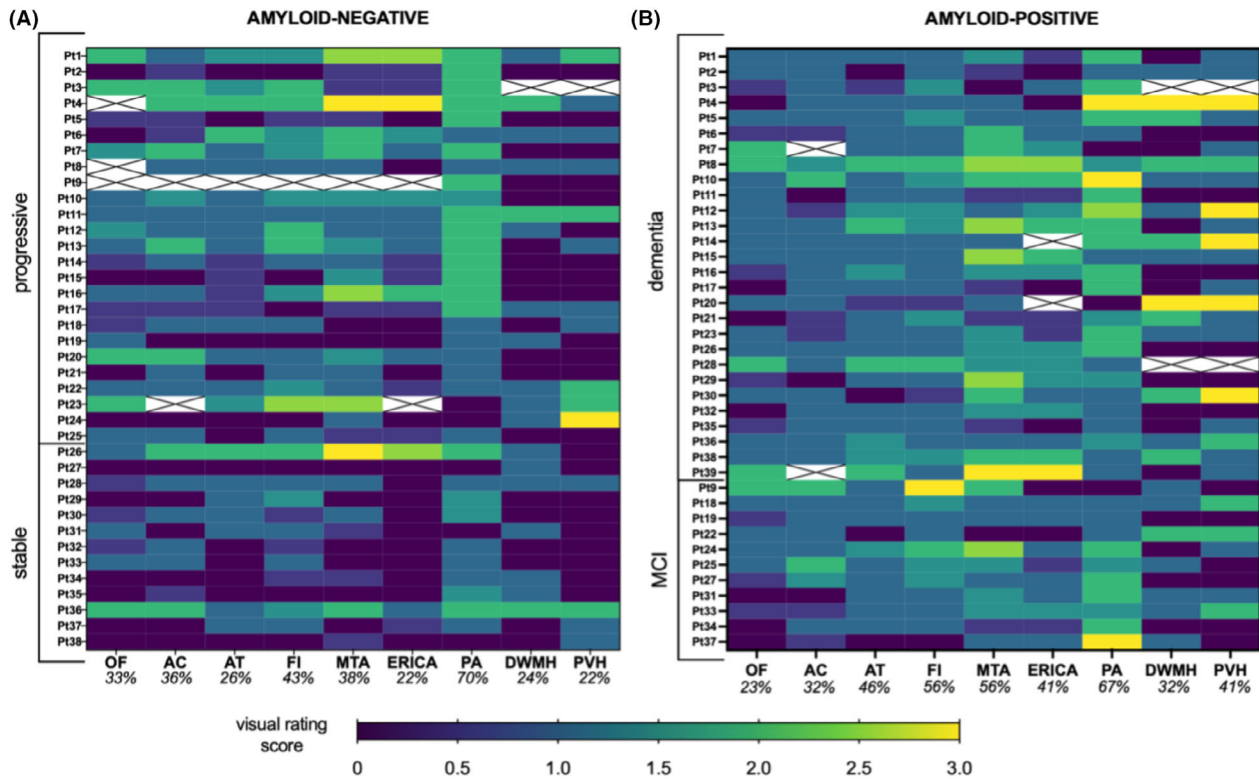 (A) AMYLOID-NEGATIVE
progressive
stable
Pt1
Pt2
Pt3
Pt4
Pt5
Pt6
Pt7
Pt8
Pt9
Pt10
Pt11
Pt12
Pt13
Pt14
Pt15
Pt16
Pt17
Pt18
Pt19
Pt20
Pt21
Pt22
Pt23
Pt24
Pt25
Pt26
Pt27
Pt28
Pt29
Pt30
Pt31
Pt32
Pt33
Pt34
Pt35
Pt36
Pt37
Pt38
OF AC AT FI MTA ERICA PA DWMH PVH
33% 36% 26% 43% 38% 22% 70% 24% 22%
(B) AMYLOID-POSITIVE
dementia
MCI
Pt1
Pt2
Pt3
Pt4
Pt5
Pt6
Pt7
Pt8
Pt10
Pt11
Pt12
Pt13
Pt14
Pt15
Pt16
Pt17
Pt20
Pt21
Pt23
Pt26
Pt28
Pt29
Pt30
Pt32
Pt35
Pt36
Pt38
Pt39
Pt9
Pt18
Pt19
Pt22
Pt24
Pt25
Pt27
Pt31
Pt33
Pt34
Pt37
OF AC AT FI MTA ERICA PA DWMH PVH
23% 32% 46% 56% 56% 41% 67% 32% 41%
visual rating
score
0 0.5 1.0 1.5 2.0 2.5 3.0